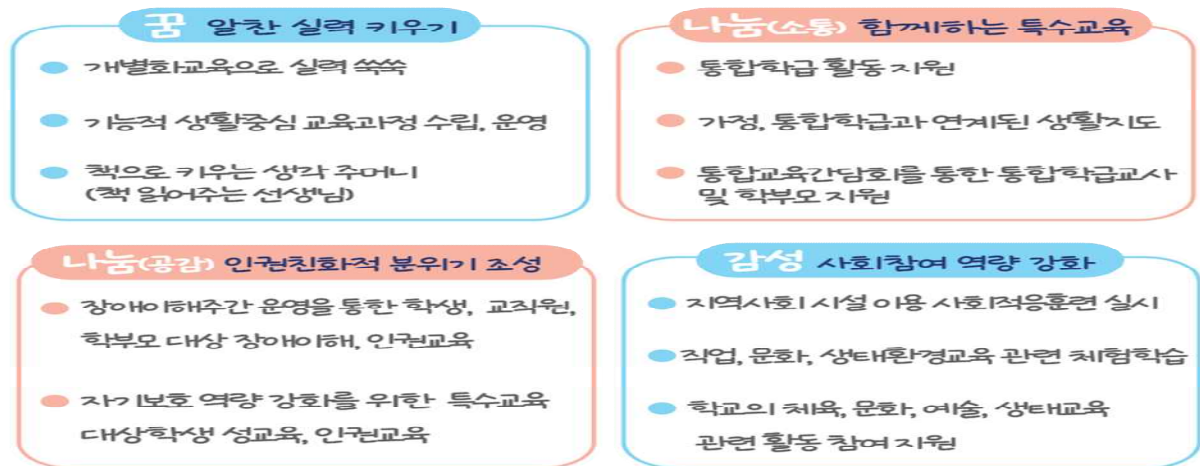 꿈 알찬 실력 키우기
개별화교육으로 실력 쑥쑥
기능적 생활중심 교육과정 수립, 운영
책으로 키우는 생각 주머니
(책 읽어주는 선생님)
나눔(소통) 함께하는 특수교육
통합학급 활동 지원
가정, 통합학급과 연계된 생활지도
통합교육간담회를 통한 통합학급교사
및 학부모 지원
나눔(공감) 인권친화적 분위기 조성
장애이해주간 운영을 통한 학생, 교직원,
학부모 대상 장애이해, 인권교육
자기보호 역량 강화를 위한 특수교육
대상학생 성교육, 인권교육
감성 사회참여 역량 강화
지역사회 시설 이용 사회적응훈련 실시
직업, 문화, 생태환경교육 관련 체험학습
학교의 체육, 문화, 예술, 생태교육
관련 활동 참여 지원